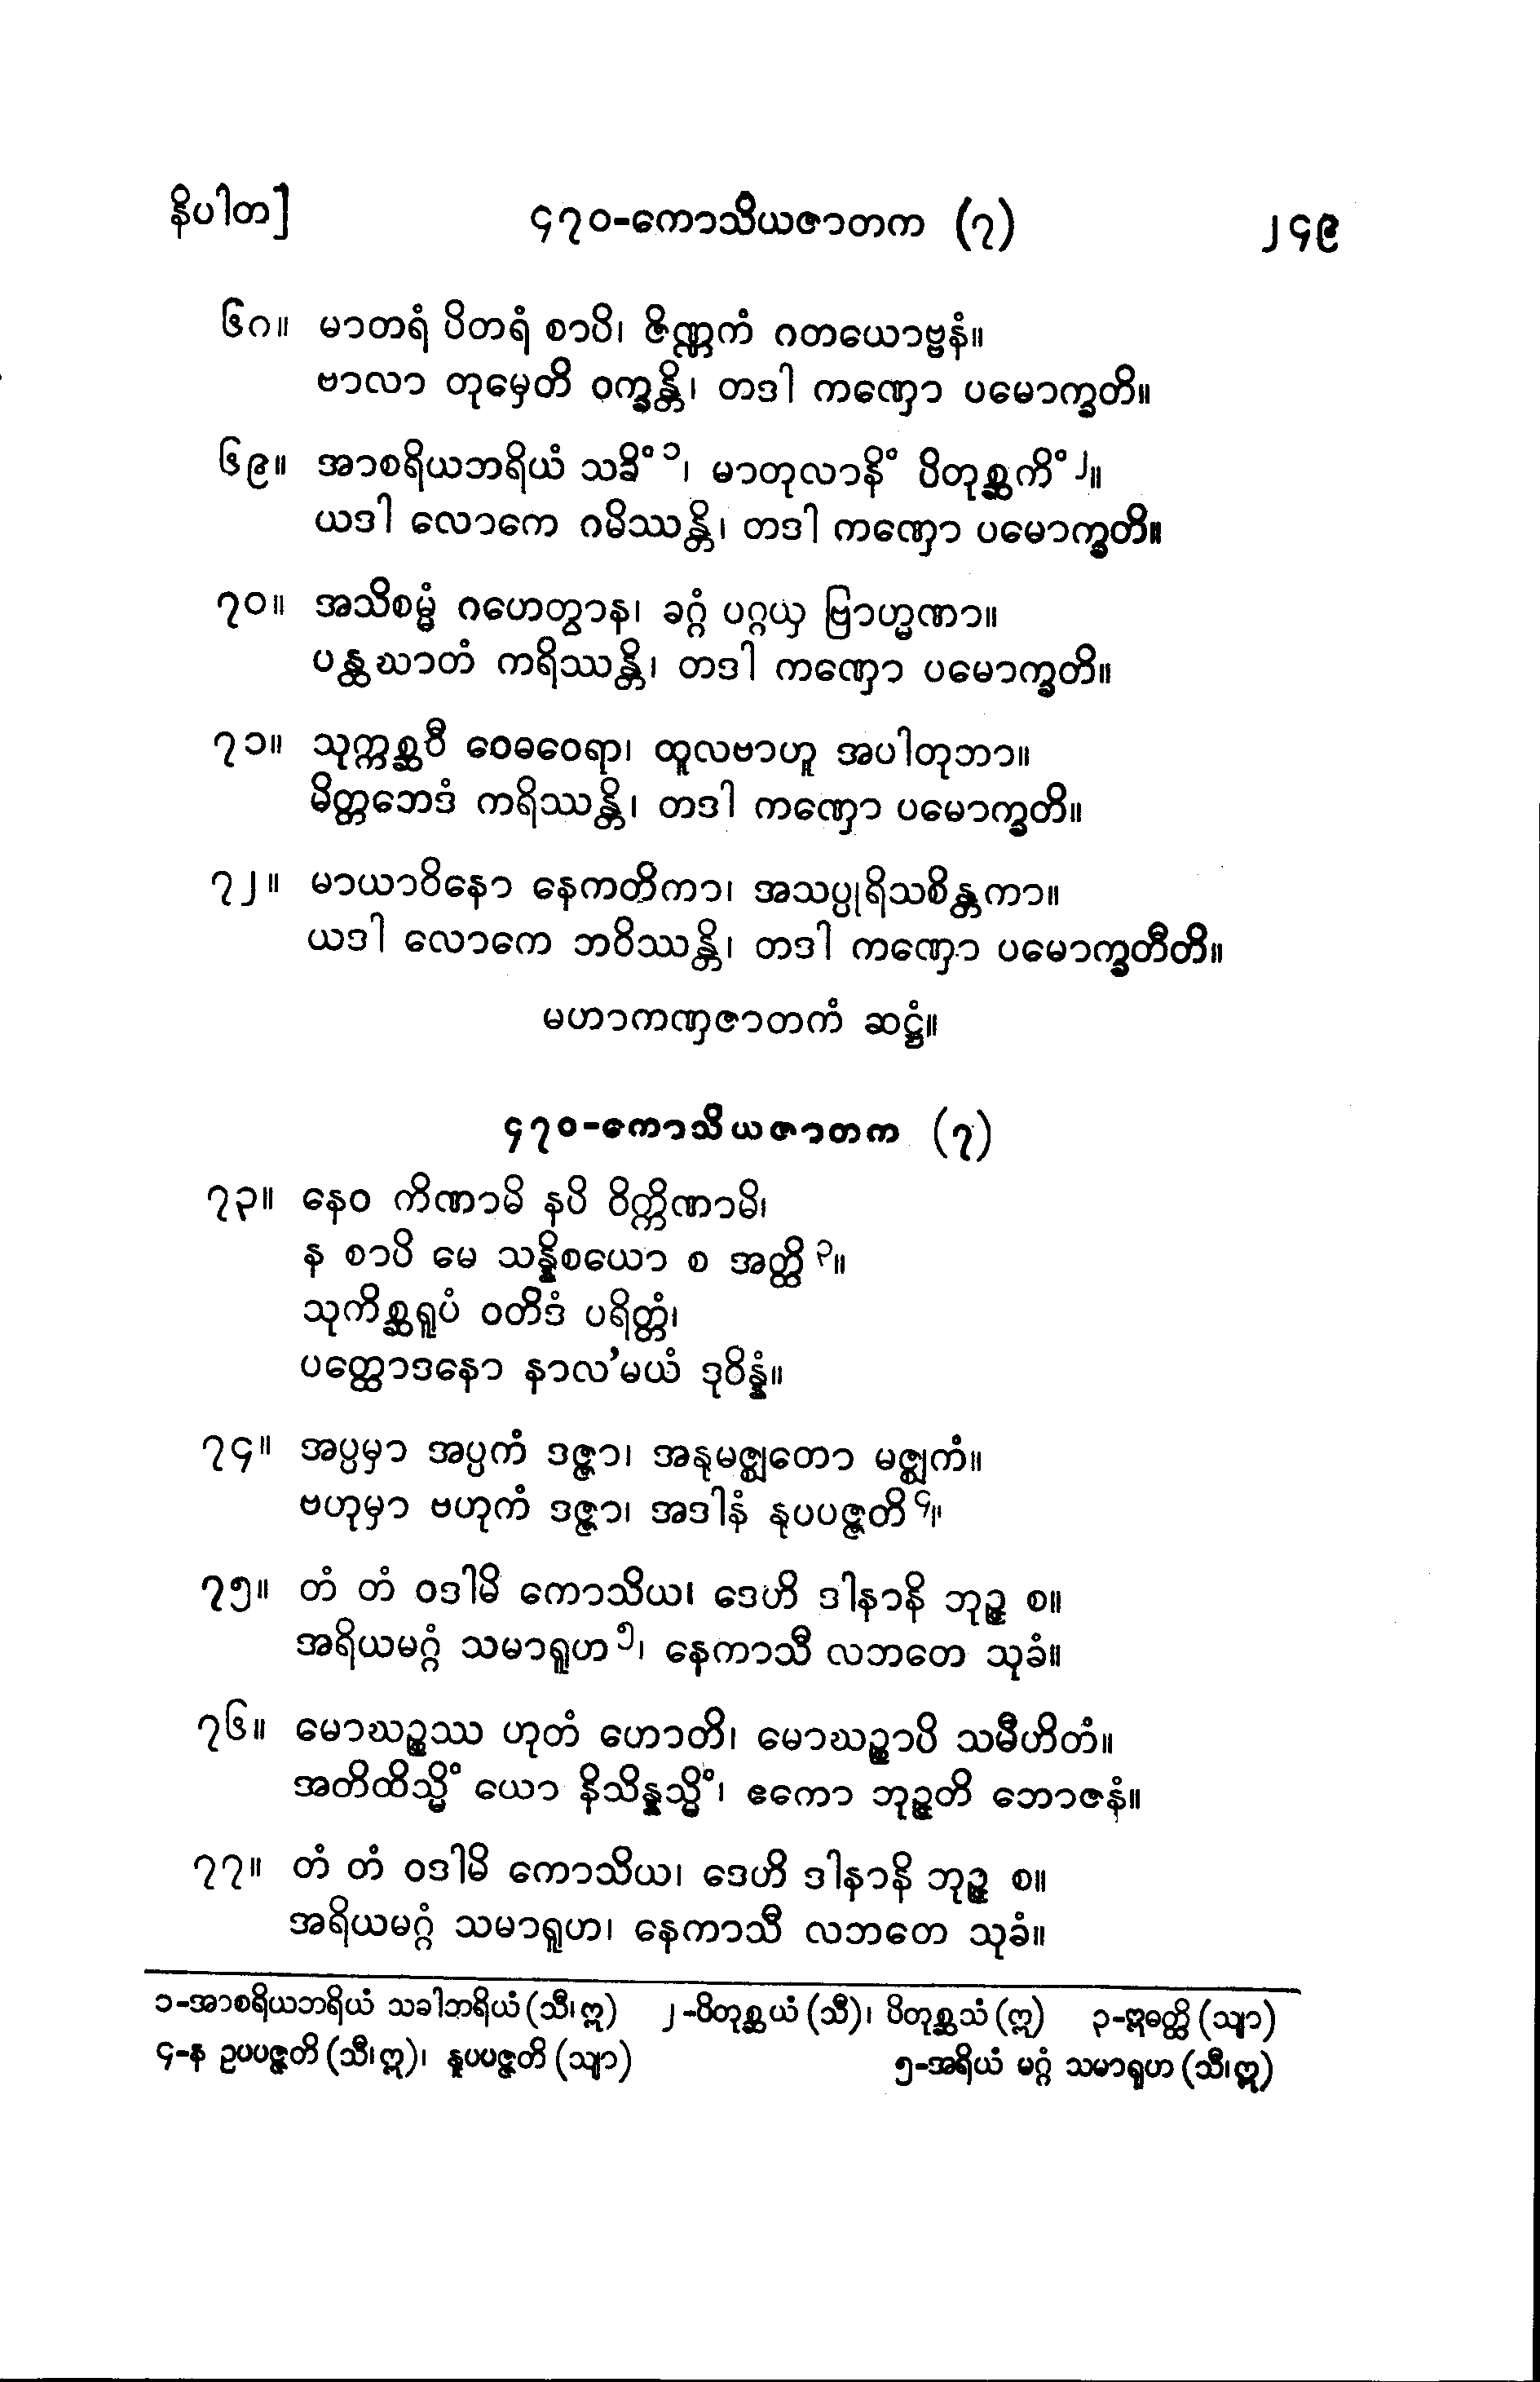 နိပါတ]    ၄၇၀-ကောသိယဇာတက (၇)    ၂၄၉
၆ဂ။ မာတရံ ပိတရံ စာပိ၊ ဇိဏ္ဏကံ ဂတယောဗ္ဗနံ။
ဗာလာ တုမှေတိ ဝက္ခန္တိ၊ တဒါ ကဏှော ပမောက္ခတိ။
၆၉။ အာစရိယဘရိယံ သခိံ ၁၊ မာတုလာနိံ ပိတုစ္ဆကိံ ၂။
ယဒါ လောကေ ဂမိဿန္တိ၊ တဒါ ကဏှော ပမောက္ခတိ။
၇၀။ အသိစမ္မံ ဂဟေတွာန၊ ခဂ္ဂံ ပဂ္ဂယှ ဗြာဟ္မဏာ။
ပန္ထဃာတံ ကရိဿန္တိ၊ တဒါ ကဏှော ပမောက္ခတိ။
၇၁။ သုက္ကစ္ဆဝီ ဝေဓဝေရာ၊ ထူလဗာဟူ အပါတုဘာ။
မိတ္တဘေဒံ ကရိဿန္တိ၊ တဒါ ကဏှော ပမောက္ခတိ။
၇၂။ မာယာဝိနော နေကတိကာ၊ အသပ္ပုရိသစိန္တကာ။
ယဒါ လောကေ ဘဝိဿန္တိ၊ တဒါ ကဏှော ပမောက္ခတီတိ။
မဟာကဏှဇာတကံ ဆဋ္ဌံ။
၄၇၀-ကောသိယဇာတက (၇)
၇၃။ နေဝ ကိဏာမိ နပိ ဝိက္ကိဏာမိ၊
န စာပိ မေ သန္နိစယော စ အတ္ထိ ၃။
သုကိစ္ဆရူပံ ဝတိဒံ ပရိတ္တံ၊
ပတ္ထောဒနော နာလ’မယံ ဒုဝိန္နံ။
၇၄။ အပ္ပမှာ အပ္ပကံ ဒဇ္ဇာ၊ အနုမဇ္ဈတော မဇ္ဈကံ။
ဗဟုမှာ ဗဟုကံ ဒဇ္ဇာ၊ အဒါနံ နုပပဇ္ဇတိ ၄။
၇၅။ တံ တံ ဝဒါမိ ကောသိယ၊ ဒေဟိ ဒါနာနိ ဘုဉ္ဇ စ။
အရိယမဂ္ဂံ သမာရူဟ ၅၊ နေကာသီ လဘတေ သုခံ။
၇၆။ မောဃဉ္စဿ ဟုတံ ဟောတိ၊ မောဃဉ္စာပိ သမီဟိတံ။
အတိထိသ္မိံ ယော နိသိန္နသ္မိံ၊ ဧကော ဘုဉ္ဇတိ ဘောဇနံ။
၇၇။ တံ တံ ဝဒါမိ ကောသိယ၊ ဒေဟိ ဒါနာနိ ဘုဉ္ဇ စ။
အရိယမဂ္ဂံ သမာရူဟ၊ နေကာသီ လဘတေ သုခံ။
၁-အာစရိယဘရိယံ သခါဘရိယံ (သီ၊ ဣ)    ၂-ပိတုစ္ဆယံ (သီ)၊ ပိတုစ္ဆသံ (ဣ)    ၃-ဣဓတ္ထိ (သျာ)
၄-န ဥပပဇ္ဇတိ (သီ၊ ဣ)၊ နူပပဇ္ဇတိ (သျာ)    ၅-အရိယံ မဂ္ဂံ သမာရုဟ (သီ၊ ဣ)